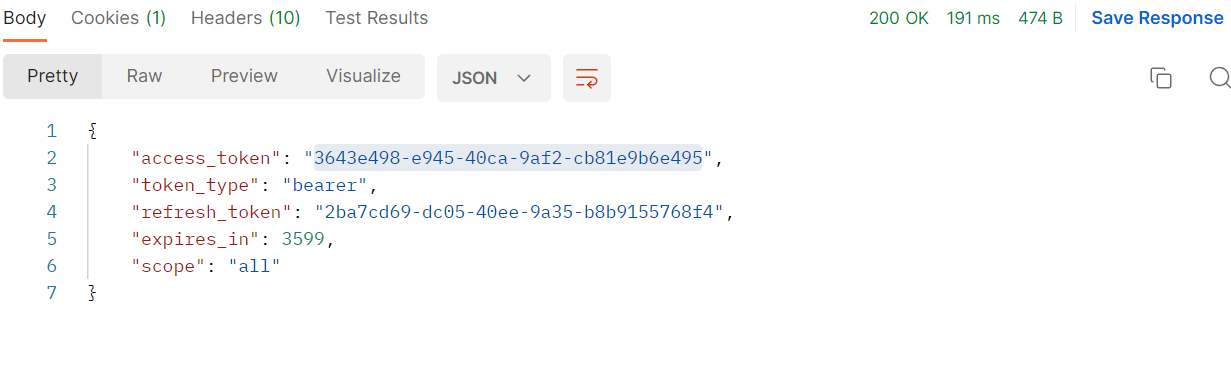 Body Cookies (1) Headers (10) Test Results 200 OK 191 ms 474 B Save Response
Pretty Raw Preview Visualize JSON
1 {
2 "access_token": "3643e498-e945-40ca-9af2-cb81e9b6e495",
3 "token_type": "bearer",
4 "refresh_token": "2ba7cd69-dc05-40ee-9a35-b8b9155768f4",
5 "expires_in": 3599,
6 "scope": "all"
7 }